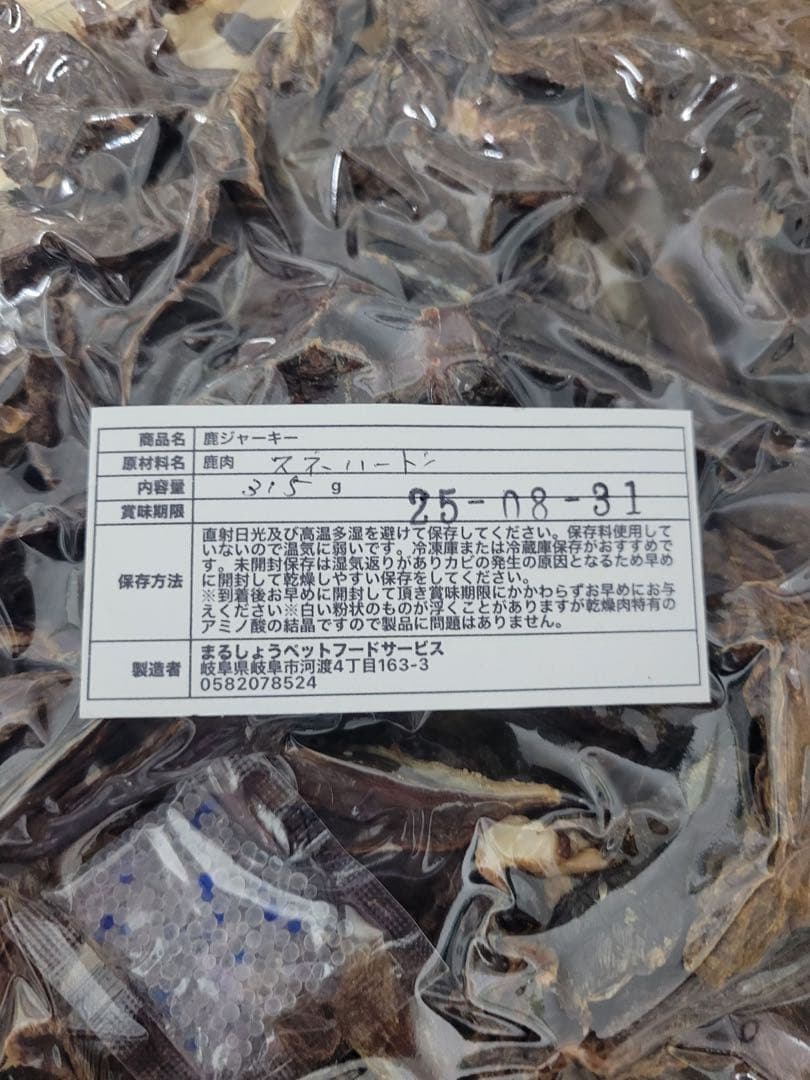 商品名 鹿ジャーキー
原材料名 鹿肉 スネハード
内容量 315 g
賞味期限 25-08-31
保存方法 直射日光及び高温多湿を避けて保存してください。保存料使用して
いないので温気に弱いです。冷凍庫または冷蔵庫保存がおすすめで
す。未開封保存は湿気返りがありカビの発生の原因となるため早め
に開封して乾燥しやすい保存をしてください。
※到着後お早めに開封して頂き賞味期限にかかわらずお早めにお与
えください※白い粉状のものが浮くことがありますが乾燥肉特有の
アミノ酸の結晶ですので製品に問題はありません。
製造者 まるしょうペットフードサービス
岐阜県岐阜市河渡4丁目163-3
0582078524